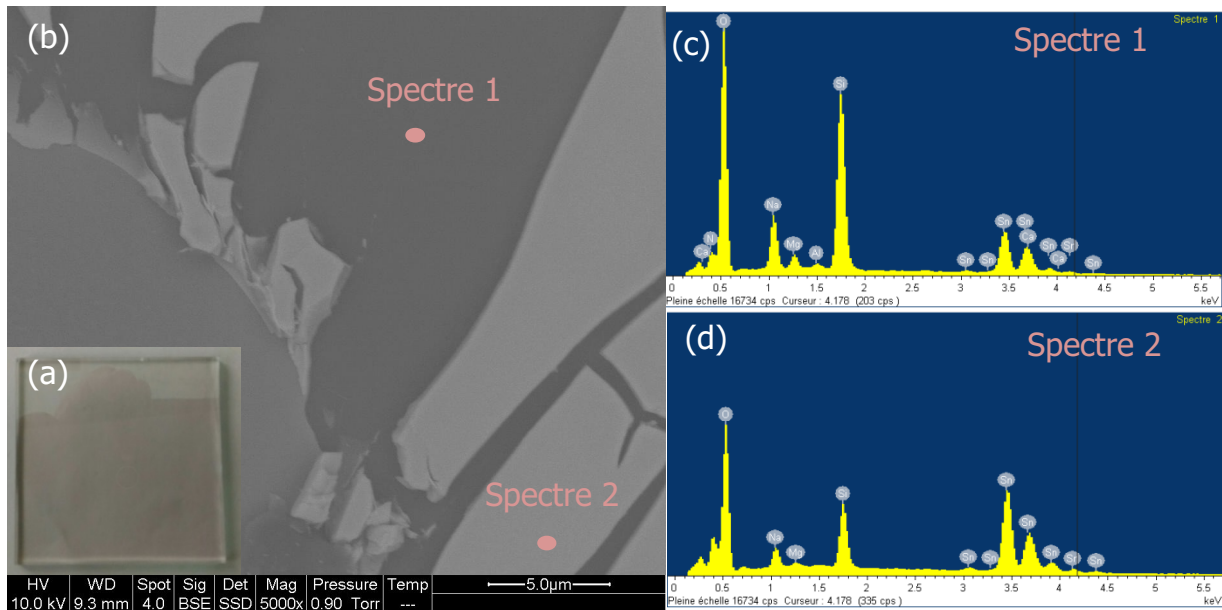 (b)
Spectre 1
Spectre 2
(a)
HV WD Spot Sig Det Mag Pressure Temp
10.0 kV 9.3 mm 4.0 BSE SSD 5000x 0.90 Torr ---
5.0µm
(c)
Spectre 1
Spectre 1
O
Si
Na
Sn Sn
N Mg Ca
Ca Al Sn Sn Sn Ca Sr Sn
0 0.5 1 1.5 2 2.5 3 3.5 4 4.5 5 5.5
Pleine échelle 16734 cps Curseur : 4.178 (203 cps) keV
(d)
Spectre 2
Spectre 2
O
Sn
Si
Sn
Na Mg Sn Sn Sn Sr Sn
0 0.5 1 1.5 2 2.5 3 3.5 4 4.5 5 5.5
Pleine échelle 16734 cps Curseur : 4.178 (335 cps) keV